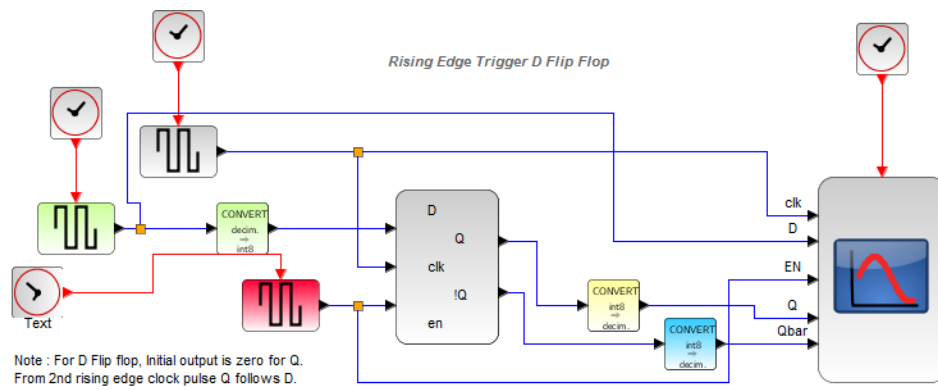 Rising Edge Trigger D Flip Flop
clk
D
EN
Q
Qbar
CONVERT
decim.
→
int8
D
Q
clk
!Q
en
Text
CONVERT
int8
→
decim.
CONVERT
int8
→
decim.
Note : For D Flip flop, Initial output is zero for Q.
From 2nd rising edge clock pulse Q follows D.